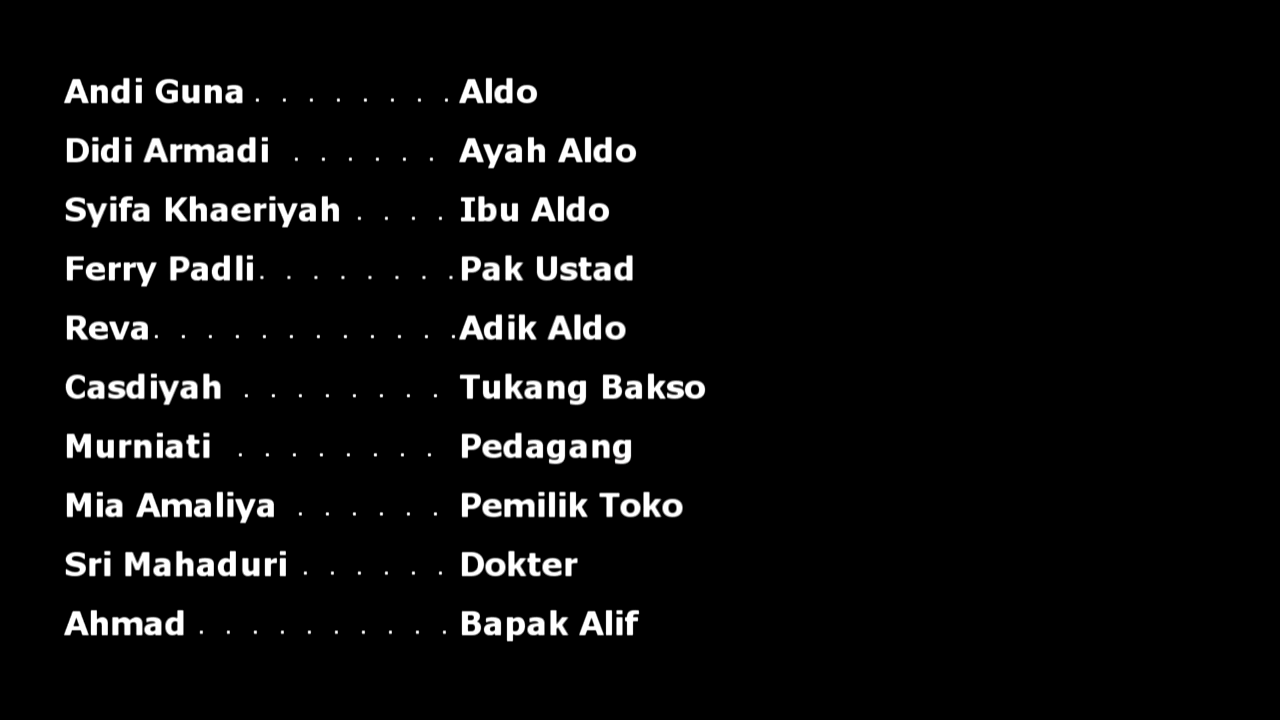 Andi Guna . . . . . . . . Aldo
Didi Armadi . . . . . . Ayah Aldo
Syifa Khaeriyah . . . . Ibu Aldo
Ferry Padli. . . . . . . .Pak Ustad
Reva. . . . . . . . . . . .Adik Aldo
Casdiyah . . . . . . . . Tukang Bakso
Murniati . . . . . . . . Pedagang
Mia Amaliya . . . . . . Pemilik Toko
Sri Mahaduri . . . . . . Dokter
Ahmad . . . . . . . . . . Bapak Alif